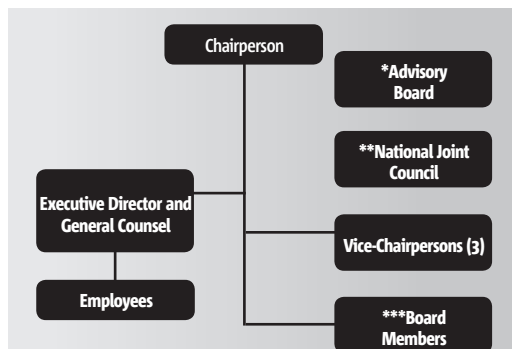 Chairperson
*Advisory
Board
**National Joint
Council
Executive Director and
General Counsel
Vice-Chairpersons (3)
Employees
***Board
Members